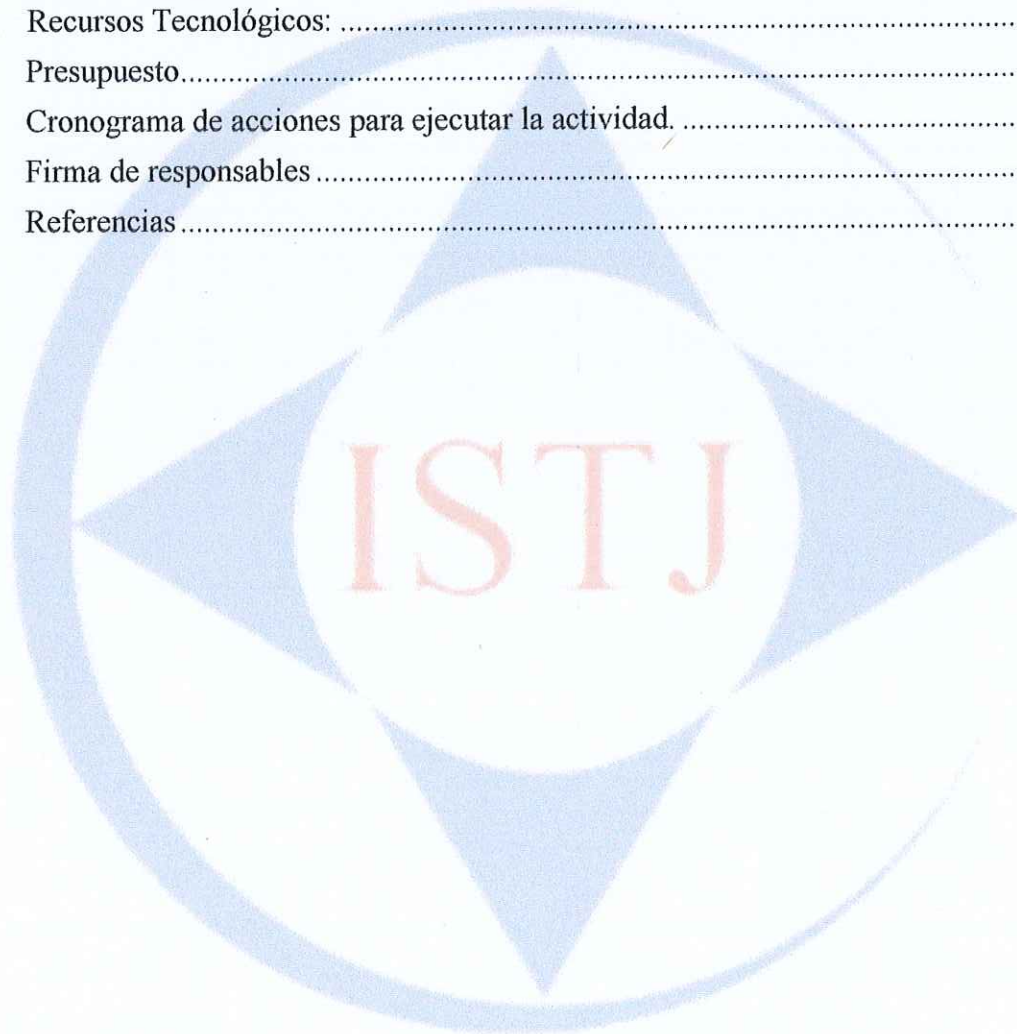 Recursos Tecnológicos: ..........................................................................................
Presupuesto....................................................................................................................
Cronograma de acciones para ejecutar la actividad. ...............................................
Firma de responsables ................................................................................................
Referencias ...................................................................................................................
ISTJ